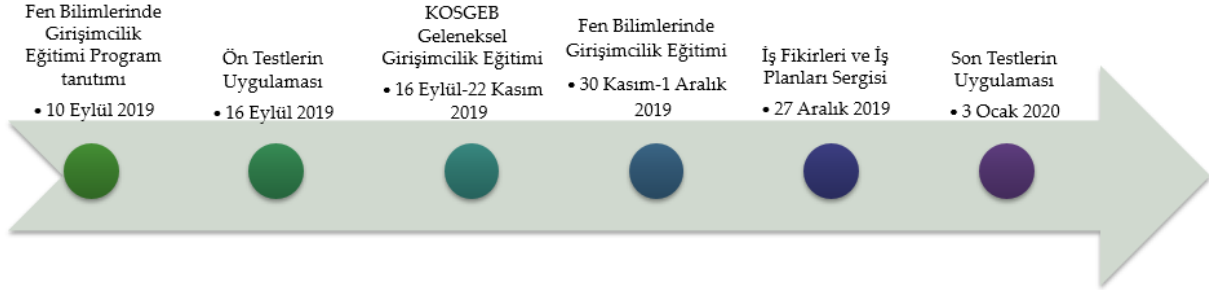 Fen Bilimlerinde
Girişimcilik
Eğitimi Program
tanıtımı
• 10 Eylül 2019
Ön Testlerin
Uygulaması
• 16 Eylül 2019
KOSGEB
Geleneksel
Girişimcilik Eğitimi
• 16 Eylül-22 Kasım
2019
Fen Bilimlerinde
Girişimcilik Eğitimi
• 30 Kasım-1 Aralık
2019
İş Fikirleri ve İş
Planları Sergisi
• 27 Aralık 2019
Son Testlerin
Uygulaması
• 3 Ocak 2020